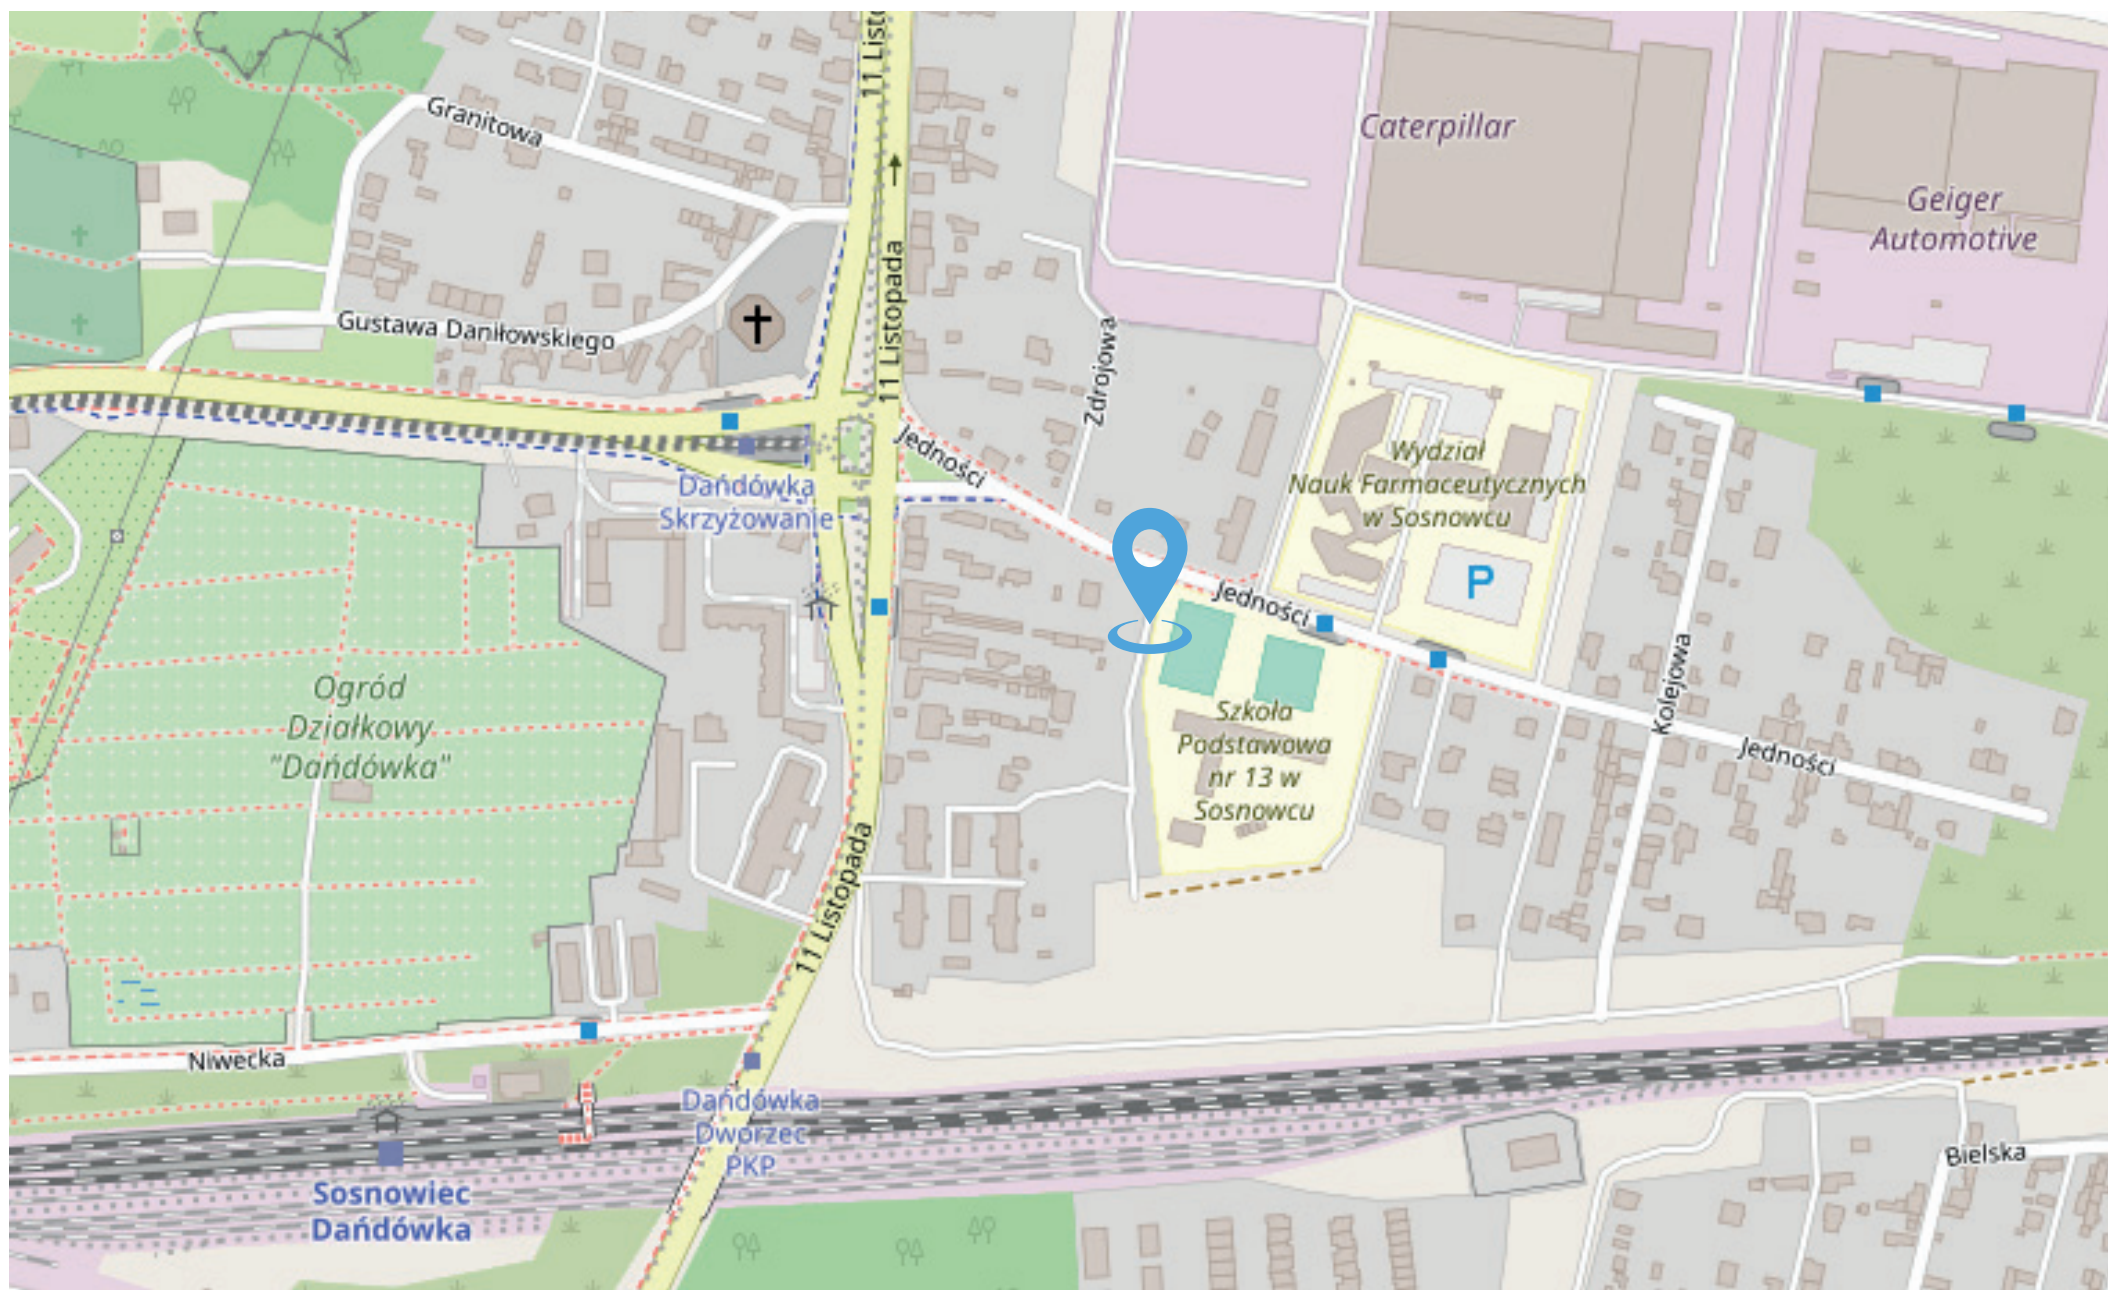 11 Listo
Granitowa
Caterpillar
Geiger
Automotive
Gustawa Daniłowskiego
11 Listopada
Zdrojowa
Jedności
Wydział
Nauk Farmaceutycznych
w Sosnowcu
Dańdówka
Skrzyżowanie
P
Jedności
Kolejowa
Ogród
Działkowy
"Dańdówka"
Szkoła
Podstawowa
nr 13 w
Sosnowcu
Jedności
11 Listopada
Niwecka
Dańdówka
Dworzec
PKP
Bielska
Sosnowiec
Dańdówka